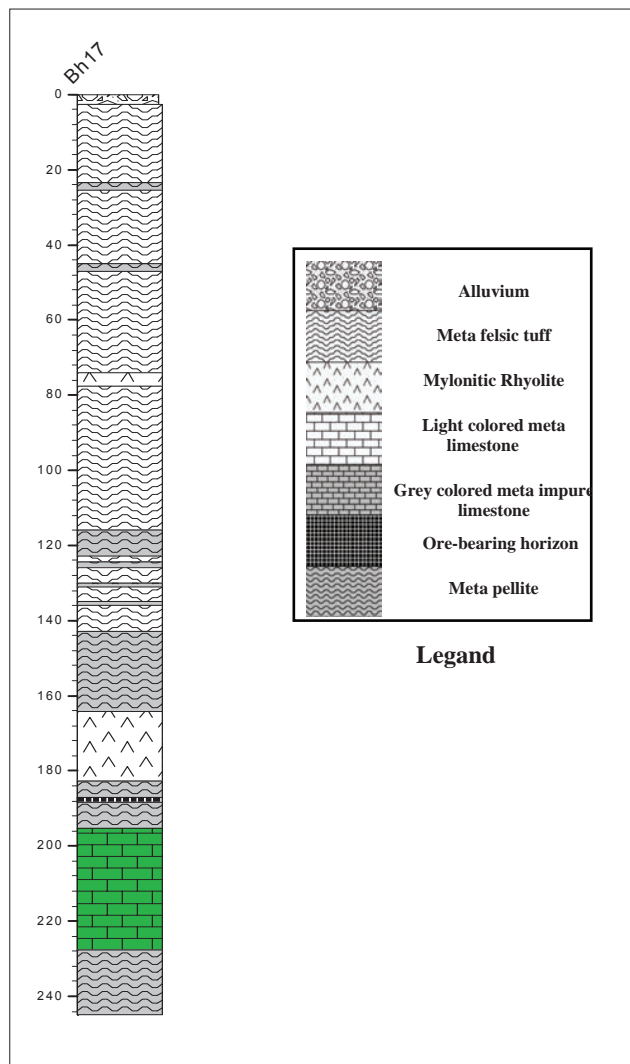 Bh17
0
20
40
60
80
100
120
140
160
180
200
220
240
Alluvium
Meta felsic tuff
Mylonitic Rhyolite
Light colored meta
limestone
Grey colored meta impure
limestone
Ore-bearing horizon
Meta pellite
Legand